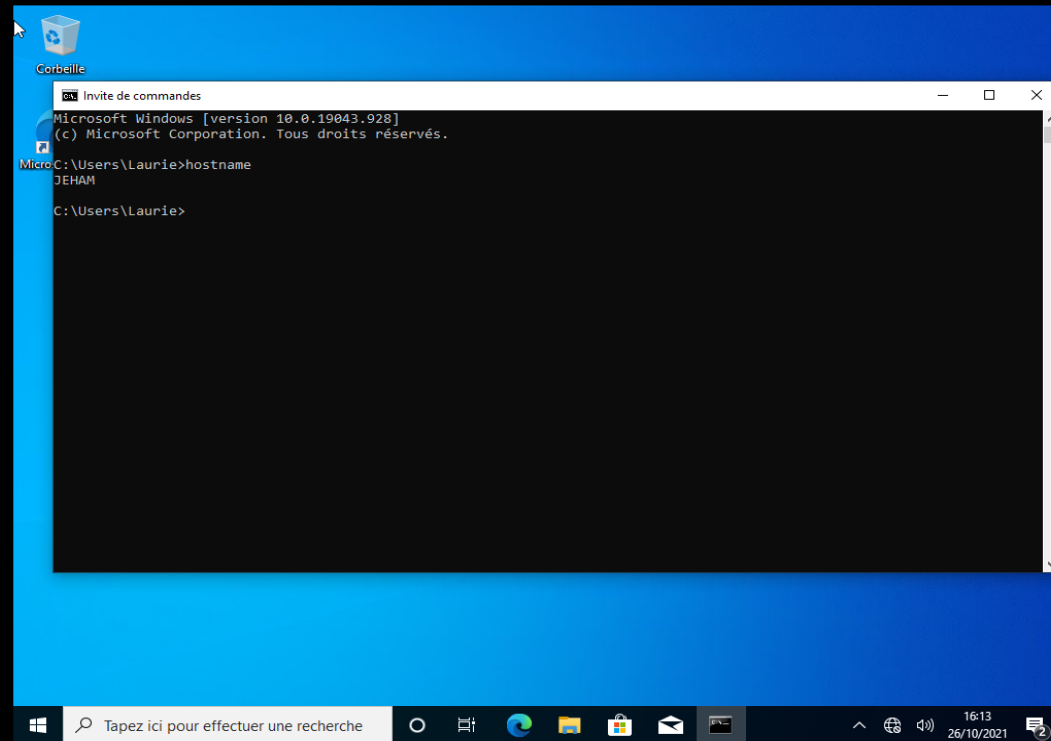 Corbeille
Invite de commandes
Microsoft Windows [version 10.0.19043.928]
(c) Microsoft Corporation. Tous droits réservés.
Micro
C:\Users\Laurie>hostname
JEHAM
C:\Users\Laurie>
Tapez ici pour effectuer une recherche
16:13
26/10/2021
2